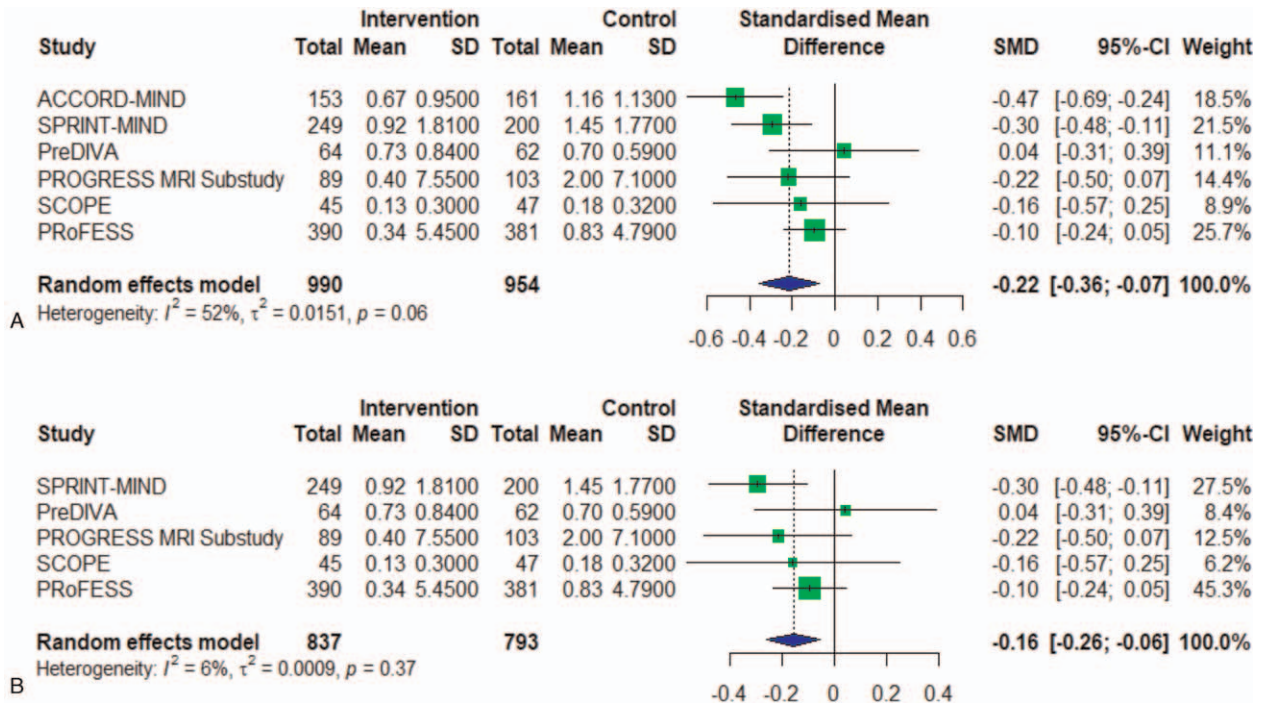 Intervention Control Standardised Mean
Study Total Mean SD Total Mean SD Difference SMD 95%-CI Weight
ACCORD-MIND 153 0.67 0.9500 161 1.16 1.1300 -0.47 [-0.69; -0.24] 18.5%
SPRINT-MIND 249 0.92 1.8100 200 1.45 1.7700 -0.30 [-0.48; -0.11] 21.5%
PreDIVA 64 0.73 0.8400 62 0.70 0.5900 0.04 [-0.31; 0.39] 11.1%
PROGRESS MRI Substudy 89 0.40 7.5500 103 2.00 7.1000 -0.22 [-0.50; 0.07] 14.4%
SCOPE 45 0.13 0.3000 47 0.18 0.3200 -0.16 [-0.57; 0.25] 8.9%
PRoFESS 390 0.34 5.4500 381 0.83 4.7900 -0.10 [-0.24; 0.05] 25.7%
Random effects model 990 954 -0.22 [-0.36; -0.07] 100.0%
A Heterogeneity: I² = 52%, τ² = 0.0151, p = 0.06
-0.6 -0.4 -0.2 0 0.2 0.4 0.6
Intervention Control Standardised Mean
Study Total Mean SD Total Mean SD Difference SMD 95%-CI Weight
SPRINT-MIND 249 0.92 1.8100 200 1.45 1.7700 -0.30 [-0.48; -0.11] 27.5%
PreDIVA 64 0.73 0.8400 62 0.70 0.5900 0.04 [-0.31; 0.39] 8.4%
PROGRESS MRI Substudy 89 0.40 7.5500 103 2.00 7.1000 -0.22 [-0.50; 0.07] 12.5%
SCOPE 45 0.13 0.3000 47 0.18 0.3200 -0.16 [-0.57; 0.25] 6.2%
PRoFESS 390 0.34 5.4500 381 0.83 4.7900 -0.10 [-0.24; 0.05] 45.3%
Random effects model 837 793 -0.16 [-0.26; -0.06] 100.0%
B Heterogeneity: I² = 6%, τ² = 0.0009, p = 0.37
-0.4 -0.2 0 0.2 0.4